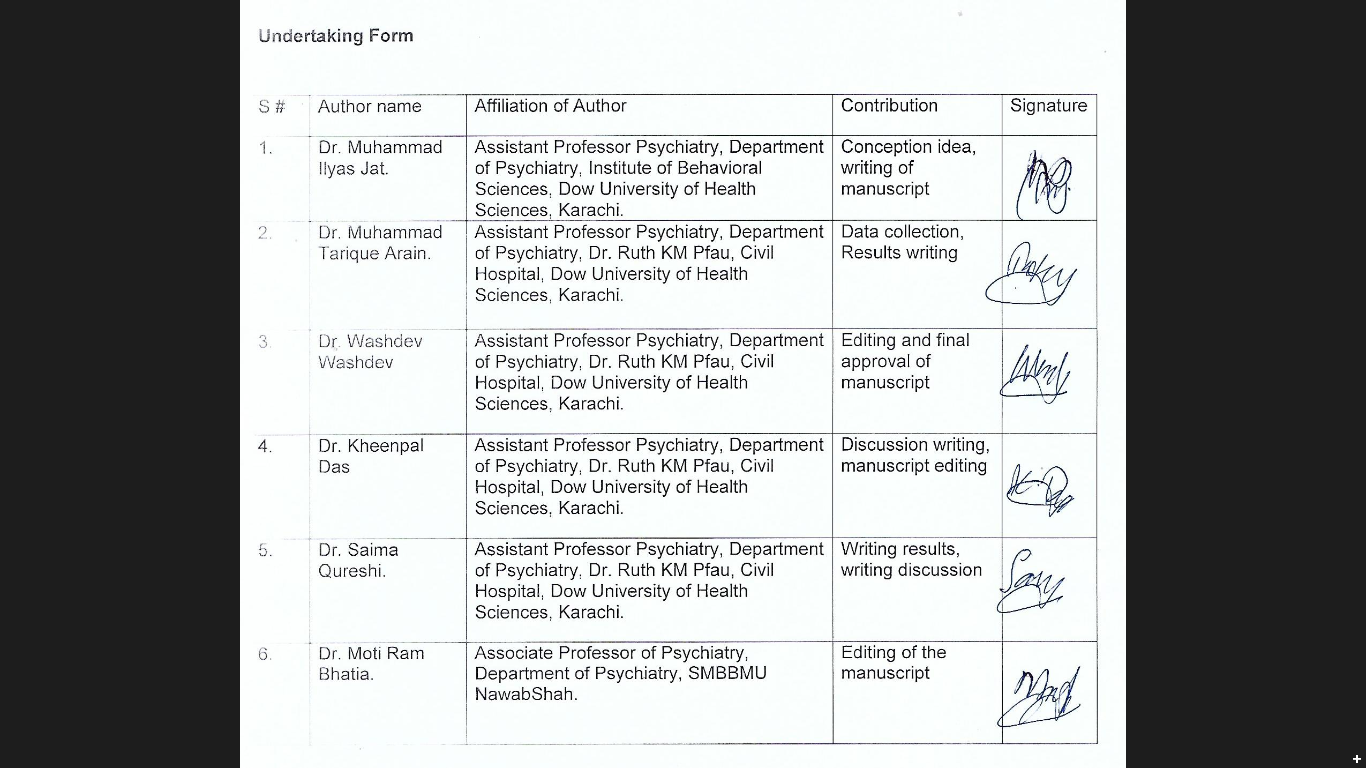 Undertaking Form
S #
Author name
Affiliation of Author
Contribution
Signature
1.
Dr. Muhammad
Ilyas Jat.
Assistant Professor Psychiatry, Department
of Psychiatry, Institute of Behavioral
Sciences, Dow University of Health
Sciences, Karachi.
Conception idea,
writing of
manuscript
2.
Dr. Muhammad
Tarique Arain.
Assistant Professor Psychiatry, Department
of Psychiatry, Dr. Ruth KM Pfau, Civil
Hospital, Dow University of Health
Sciences, Karachi.
Data collection,
Results writing
3
Dr. Washdev
Washdev
Assistant Professor Psychiatry, Department
of Psychiatry, Dr. Ruth KM Pfau, Civil
Hospital, Dow University of Health
Sciences, Karachi.
Editing and final
approval of
manuscript
4.
Dr. Kheenpal
Das
Assistant Professor Psychiatry, Department
of Psychiatry, Dr. Ruth KM Pfau, Civil
Hospital, Dow University of Health
Sciences, Karachi.
Discussion writing,
manuscript editing
5.
Dr. Saima
Qureshi.
Assistant Professor Psychiatry, Department
of Psychiatry, Dr. Ruth KM Pfau, Civil
Hospital, Dow University of Health
Sciences, Karachi.
Writing results,
writing discussion
6.
Dr. Moti Ram
Bhatia.
Associate Professor of Psychiatry,
Department of Psychiatry, SMBBMU
NawabShah.
Editing of the
manuscript